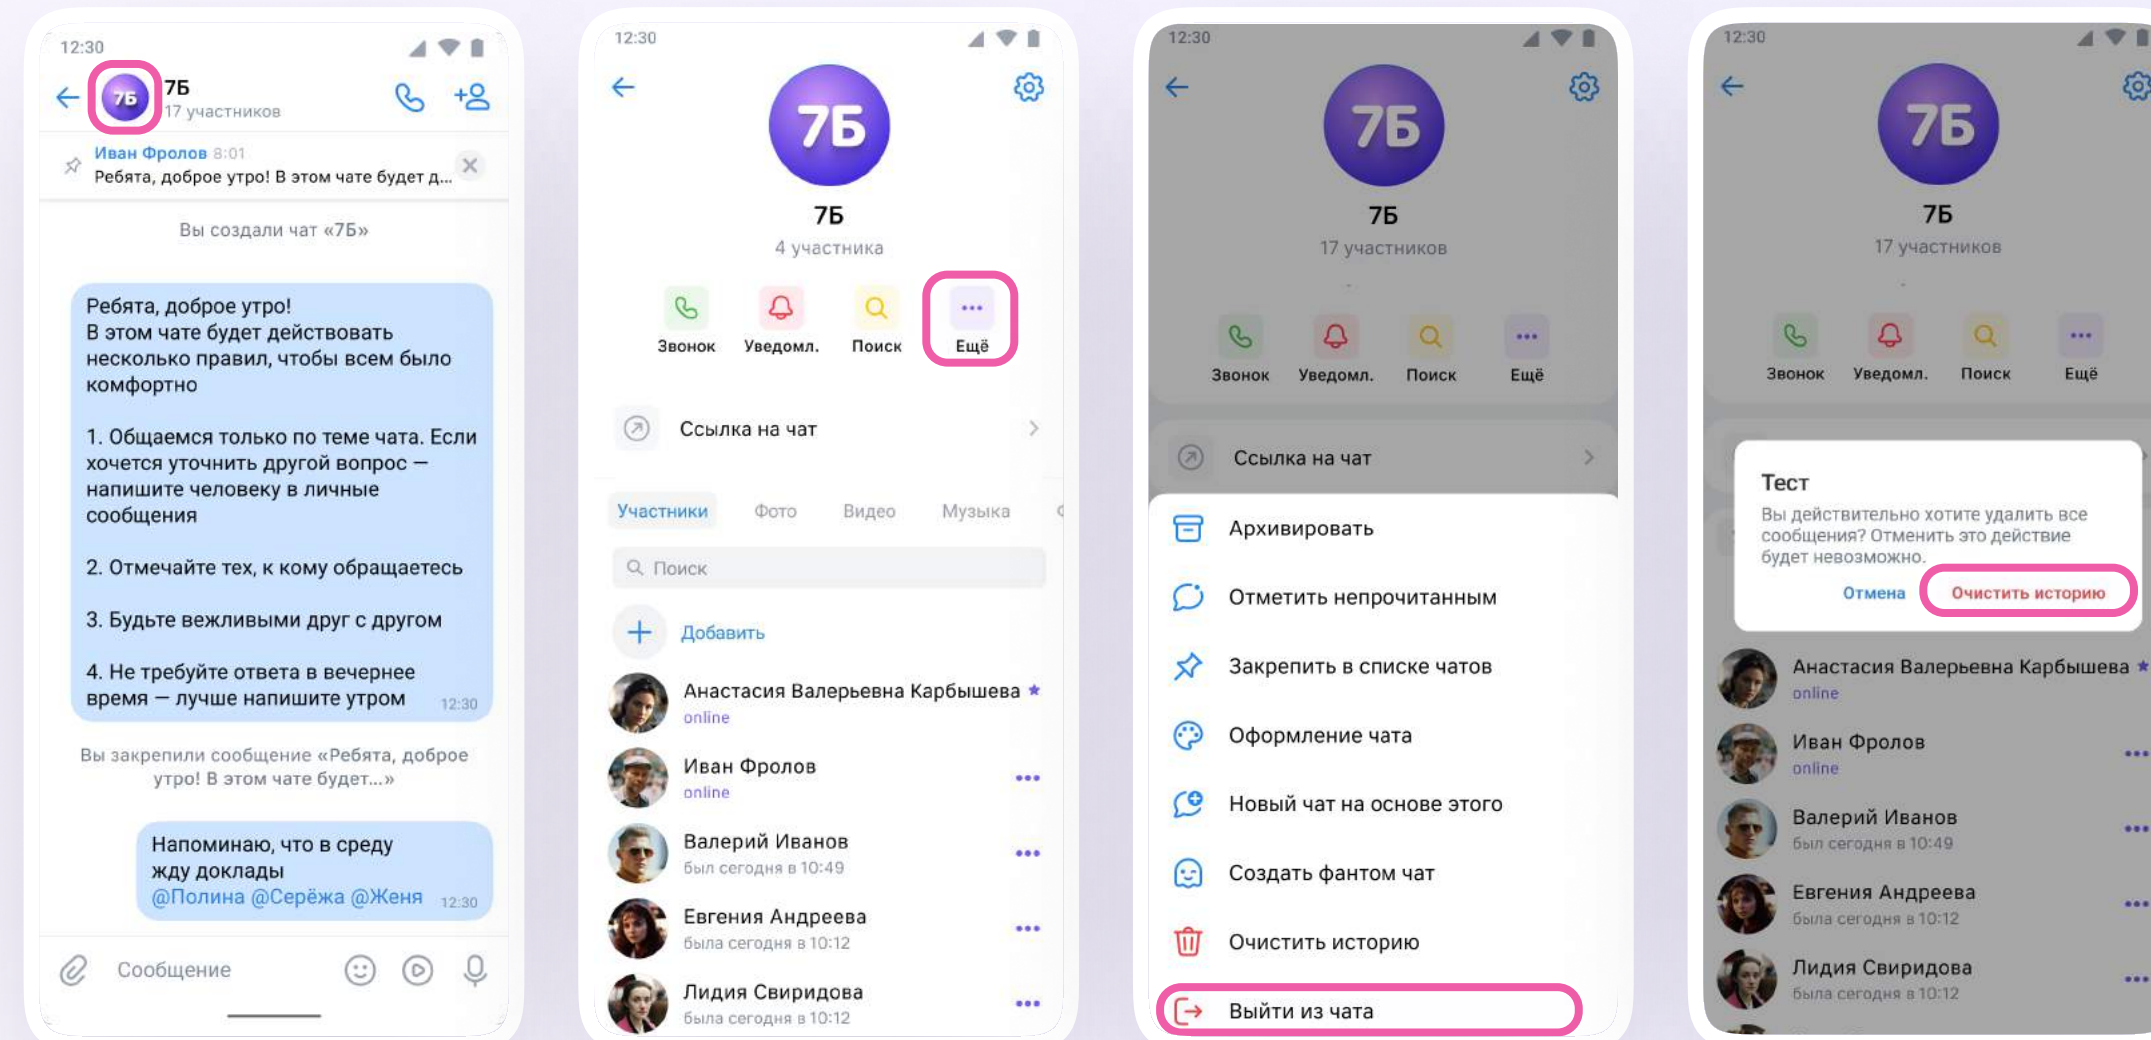 12:30
7Б
7Б
17 участников
Иван Фролов 8:01
Ребята, доброе утро! В этом чате будет д...
Вы создали чат «7Б»
Ребята, доброе утро!
В этом чате будет действовать
несколько правил, чтобы всем было
комфортно
1. Общаемся только по теме чата. Если
хочется уточнить другой вопрос —
напишите человеку в личные
сообщения
2. Отмечайте тех, к кому обращаетесь
3. Будьте вежливыми друг с другом
4. Не требуйте ответа в вечернее
время — лучше напишите утром 12:30
Вы закрепили сообщение «Ребята, доброе
утро! В этом чате будет...»
Напоминаю, что в среду
жду доклады
@Полина @Серёжа @Женя 12:30
Сообщение
12:30
7Б
7Б
4 участника
Звонок Уведомл. Поиск Ещё
Ссылка на чат
Участники Фото Видео Музыка
Поиск
Добавить
Анастасия Валерьевна Карбышева
online
Иван Фролов
online
Валерий Иванов
был сегодня в 10:49
Евгения Андреева
была сегодня в 10:12
Лидия Свиридова
была сегодня в 10:12
12:30
7Б
7Б
17 участников
Звонок Уведомл. Поиск Ещё
Ссылка на чат
Архивировать
Отметить непрочитанным
Закрепить в списке чатов
Оформление чата
Новый чат на основе этого
Создать фантом чат
Очистить историю
Выйти из чата
12:30
7Б
7Б
17 участников
Звонок Уведомл. Поиск Ещё
Тест
Вы действительно хотите удалить все
сообщения? Отменить это действие
будет невозможно.
Отмена Очистить историю
Анастасия Валерьевна Карбышева
online
Иван Фролов
online
Валерий Иванов
был сегодня в 10:49
Евгения Андреева
была сегодня в 10:12
Лидия Свиридова
была сегодня в 10:12